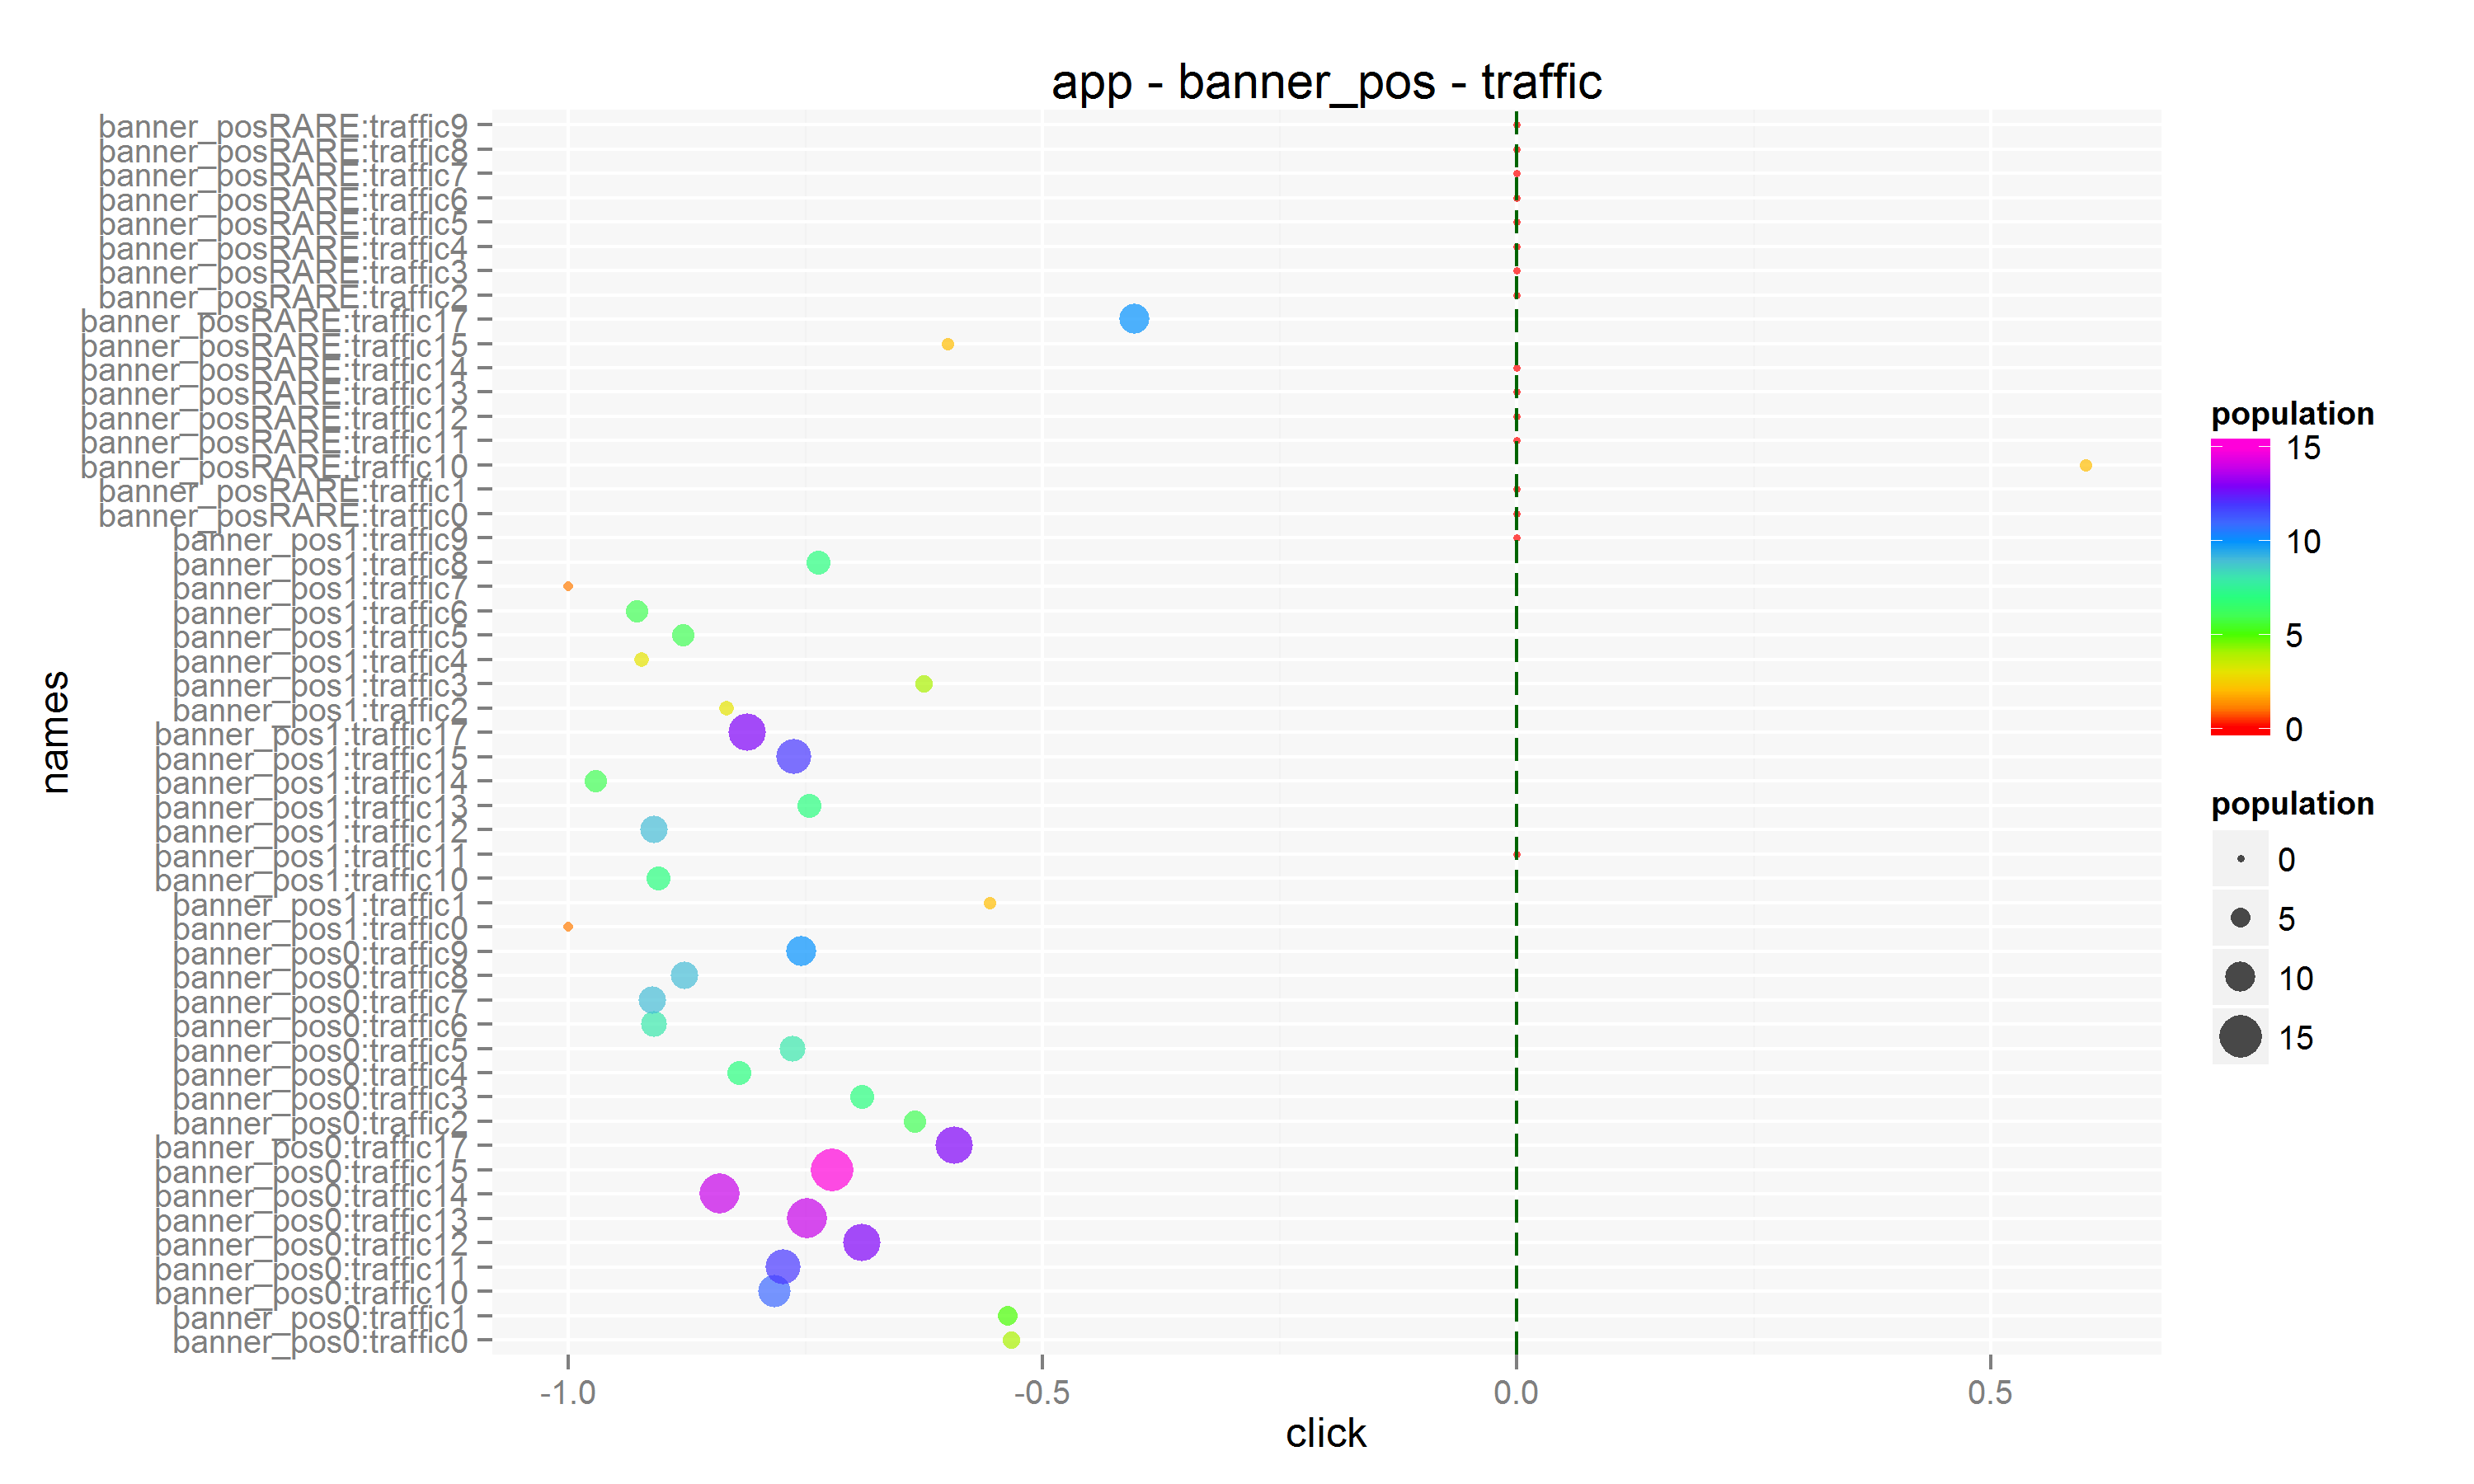 app - banner_pos - traffic
banner_posRARE:traffic9
banner_posRARE:traffic8
banner_posRARE:traffic7
banner_posRARE:traffic6
banner_posRARE:traffic5
banner_posRARE:traffic4
banner_posRARE:traffic3
banner_posRARE:traffic2
banner_posRARE:traffic17
banner_posRARE:traffic15
banner_posRARE:traffic14
banner_posRARE:traffic13
banner_posRARE:traffic12
banner_posRARE:traffic11
banner_posRARE:traffic10
banner_posRARE:traffic1
banner_posRARE:traffic0
banner_pos1:traffic9
banner_pos1:traffic8
banner_pos1:traffic7
banner_pos1:traffic6
banner_pos1:traffic5
banner_pos1:traffic4
banner_pos1:traffic3
banner_pos1:traffic2
banner_pos1:traffic17
banner_pos1:traffic15
banner_pos1:traffic14
banner_pos1:traffic13
banner_pos1:traffic12
banner_pos1:traffic11
banner_pos1:traffic10
banner_pos1:traffic1
banner_pos1:traffic0
banner_pos0:traffic9
banner_pos0:traffic8
banner_pos0:traffic7
banner_pos0:traffic6
banner_pos0:traffic5
banner_pos0:traffic4
banner_pos0:traffic3
banner_pos0:traffic2
banner_pos0:traffic17
banner_pos0:traffic15
banner_pos0:traffic14
banner_pos0:traffic13
banner_pos0:traffic12
banner_pos0:traffic11
banner_pos0:traffic10
banner_pos0:traffic1
banner_pos0:traffic0
names
-1.0
-0.5
0.0
0.5
click
population
15
10
5
0
population
0
5
10
15